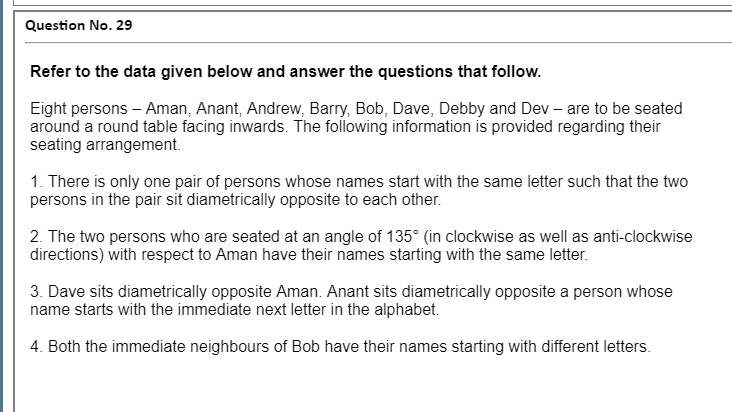 Question No. 29
Refer to the data given below and answer the questions that follow.
Eight persons – Aman, Anant, Andrew, Barry, Bob, Dave, Debby and Dev – are to be seated
around a round table facing inwards. The following information is provided regarding their
seating arrangement.
1. There is only one pair of persons whose names start with the same letter such that the two
persons in the pair sit diametrically opposite to each other.
2. The two persons who are seated at an angle of 135° (in clockwise as well as anti-clockwise
directions) with respect to Aman have their names starting with the same letter.
3. Dave sits diametrically opposite Aman. Anant sits diametrically opposite a person whose
name starts with the immediate next letter in the alphabet.
4. Both the immediate neighbours of Bob have their names starting with different letters.